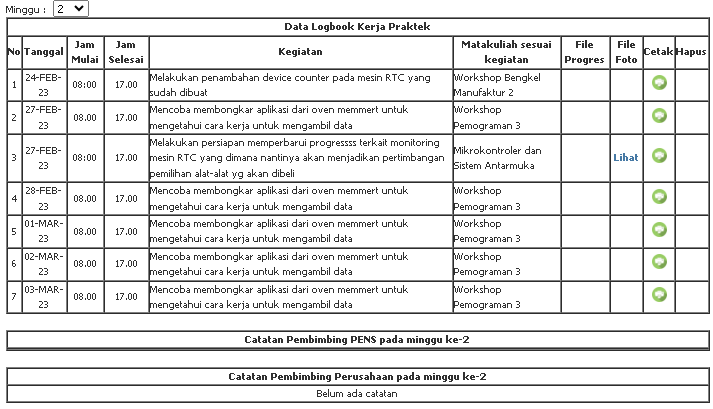 Minggu : 2
Data Logbook Kerja Praktek
No Tanggal Jam Mulai Jam Selesai Kegiatan Matakuliah sesuai kegiatan File Progres File Foto Cetak Hapus
1 24-FEB-23 08:00 17.00 Melakukan penambahan device counter pada mesin RTC yang sudah dibuat Workshop Bengkel Manufaktur 2
2 27-FEB-23 08.00 17.00 Mencoba membongkar aplikasi dari oven memmert untuk mengetahui cara kerja untuk mengambil data Workshop Pemograman 3
3 27-FEB-23 08:00 17.00 Melakukan persiapan memperbarui progressss terkait monitoring mesin RTC yang dimana nantinya akan menjadikan pertimbangan pemilihan alat-alat yg akan dibeli Mikrokontroler dan Sistem Antarmuka Lihat
4 28-FEB-23 08.00 17.00 Mencoba membongkar aplikasi dari oven memmert untuk mengetahui cara kerja untuk mengambil data Workshop Pemograman 3
5 01-MAR-23 08.00 17.00 Mencoba membongkar aplikasi dari oven memmert untuk mengetahui cara kerja untuk mengambil data Workshop Pemograman 3
6 02-MAR-23 08.00 17.00 Mencoba membongkar aplikasi dari oven memmert untuk mengetahui cara kerja untuk mengambil data Workshop Pemograman 3
7 03-MAR-23 08.00 17.00 Mencoba membongkar aplikasi dari oven memmert untuk mengetahui cara kerja untuk mengambil data Workshop Pemograman 3
Catatan Pembimbing PENS pada minggu ke-2
Catatan Pembimbing Perusahaan pada minggu ke-2
Belum ada catatan